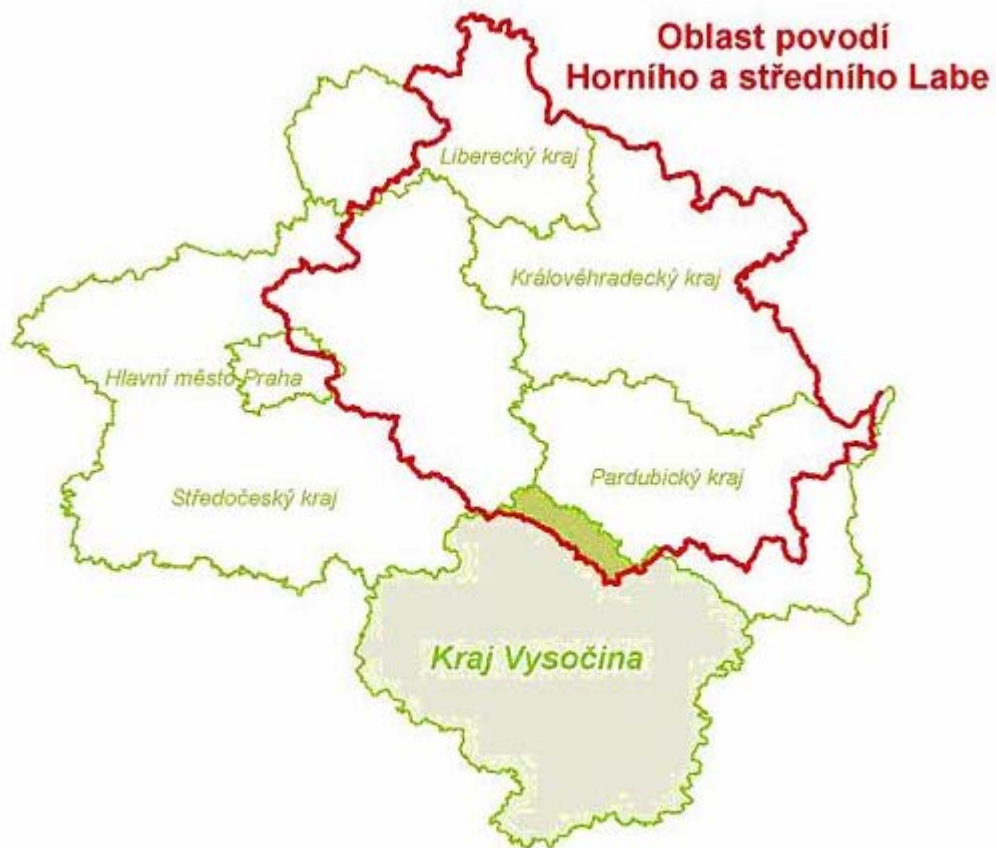 Oblast povodí
Horního a středního Labe
Liberecký kraj
Královéhradecký kraj
Hlavní město Praha
Pardubický kraj
Středočeský kraj
Kraj Vysočina